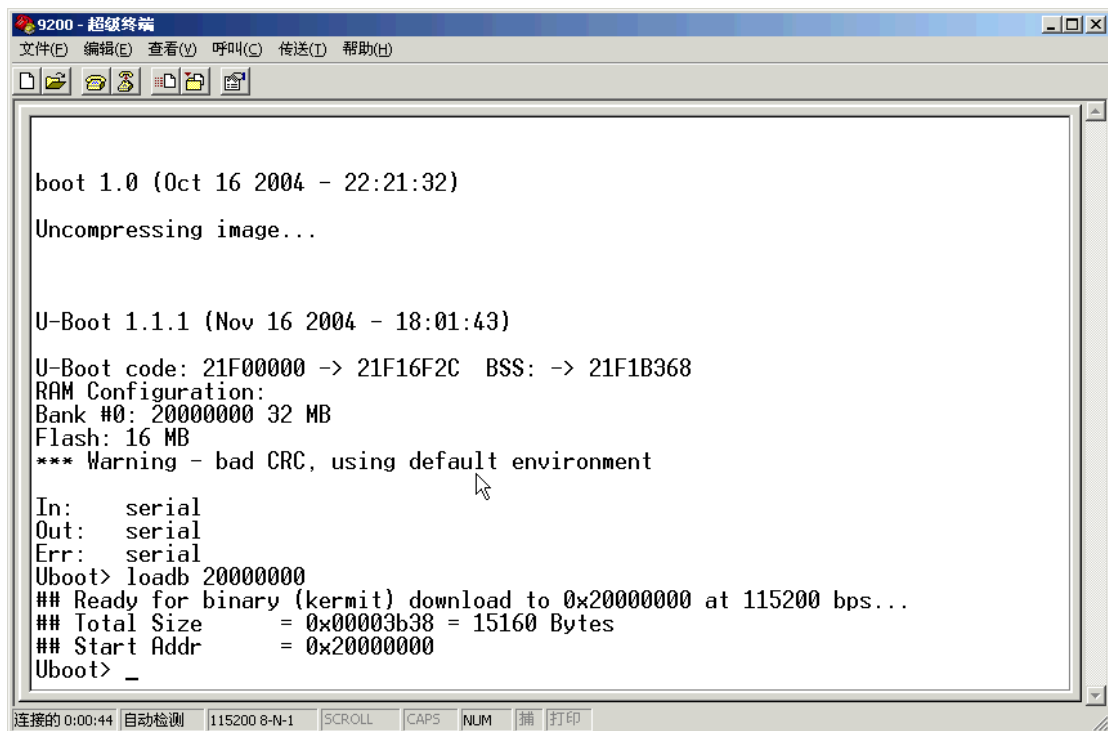 9200 - 超级终端
文件(F) 编辑(E) 查看(V) 呼叫(C) 传送(T) 帮助(H)
boot 1.0 (Oct 16 2004 - 22:21:32)
Uncompressing image...
U-Boot 1.1.1 (Nov 16 2004 - 18:01:43)
U-Boot code: 21F00000 -> 21F16F2C  BSS: -> 21F1B368
RAM Configuration:
Bank #0: 20000000 32 MB
Flash: 16 MB
*** Warning - bad CRC, using default environment
In:    serial
Out:   serial
Err:   serial
Uboot> loadb 20000000
## Ready for binary (kermit) download to 0x20000000 at 115200 bps...
## Total Size      = 0x00003b38 = 15160 Bytes
## Start Addr      = 0x20000000
Uboot> _
连接的 0:00:44 自动检测 115200 8-N-1 SCROLL CAPS NUM 捕 打印